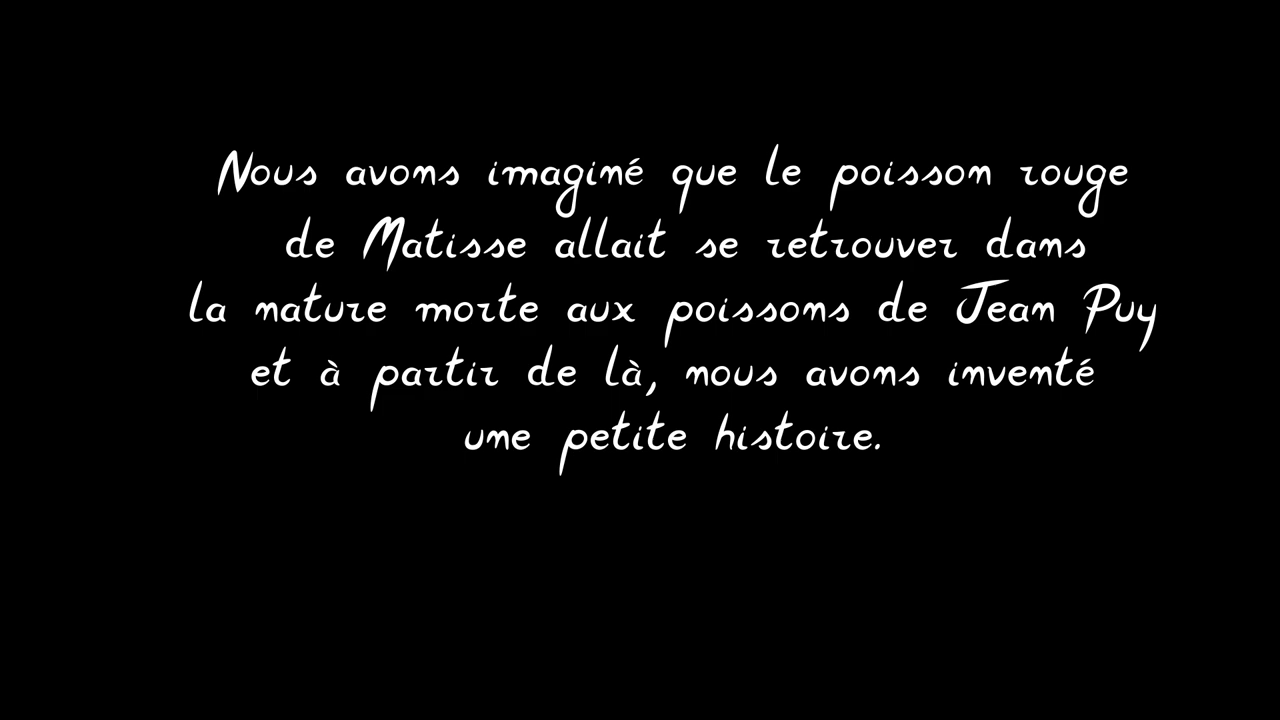 Nous avons imaginé que le poisson rouge
de Matisse allait se retrouver dans
la nature morte aux poissons de Jean Puy
et à partir de là, nous avons inventé
une petite histoire.